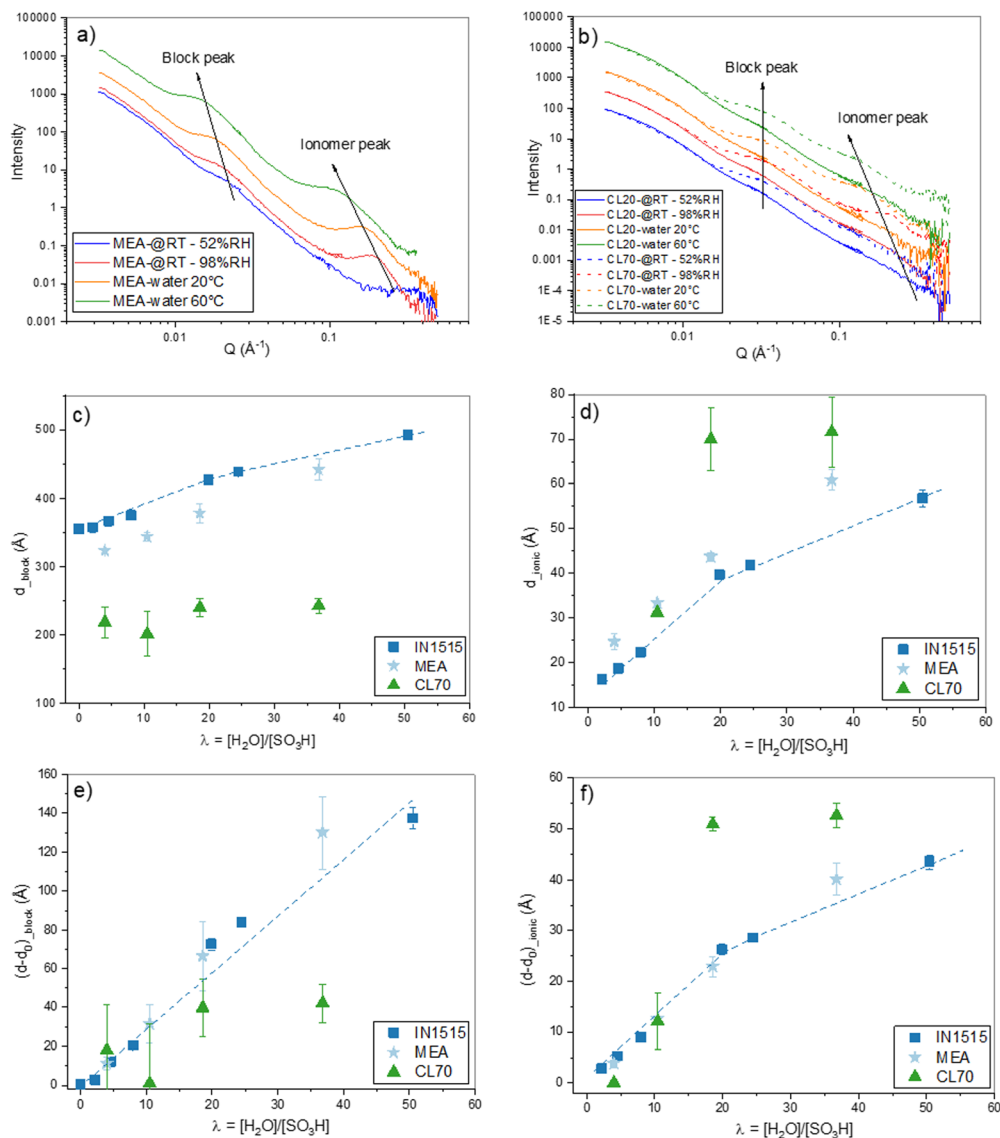 a)
100000
10000
1000
100
10
1
0.1
0.01
0.001
Intensity
Block peak
Ionomer peak
MEA-@RT - 52%RH
MEA-@RT - 98%RH
MEA-water 20°C
MEA-water 60°C
0.01
0.1
Q (Å⁻¹)
b)
100000
10000
1000
100
10
1
0.1
0.01
0.001
1E-4
1E-5
Intensity
Block peak
Ionomer peak
CL20-@RT - 52%RH
CL20-@RT - 98%RH
CL20-water 20°C
CL20-water 60°C
CL70-@RT - 52%RH
CL70-@RT - 98%RH
CL70-water 20°C
CL70-water 60°C
0.01
0.1
Q (Å⁻¹)
c)
500
400
300
200
100
d_block (Å)
IN1515
MEA
CL70
0 10 20 30 40 50 60
λ = [H₂O]/[SO₃H]
d)
80
70
60
50
40
30
20
10
d_ionic (Å)
IN1515
MEA
CL70
0 10 20 30 40 50 60
λ = [H₂O]/[SO₃H]
e)
160
140
120
100
80
60
40
20
0
(d-d₀)_block (Å)
IN1515
MEA
CL70
0 10 20 30 40 50 60
λ = [H₂O]/[SO₃H]
f)
60
50
40
30
20
10
0
(d-d₀)_ionic (Å)
IN1515
MEA
CL70
0 10 20 30 40 50 60
λ = [H₂O]/[SO₃H]